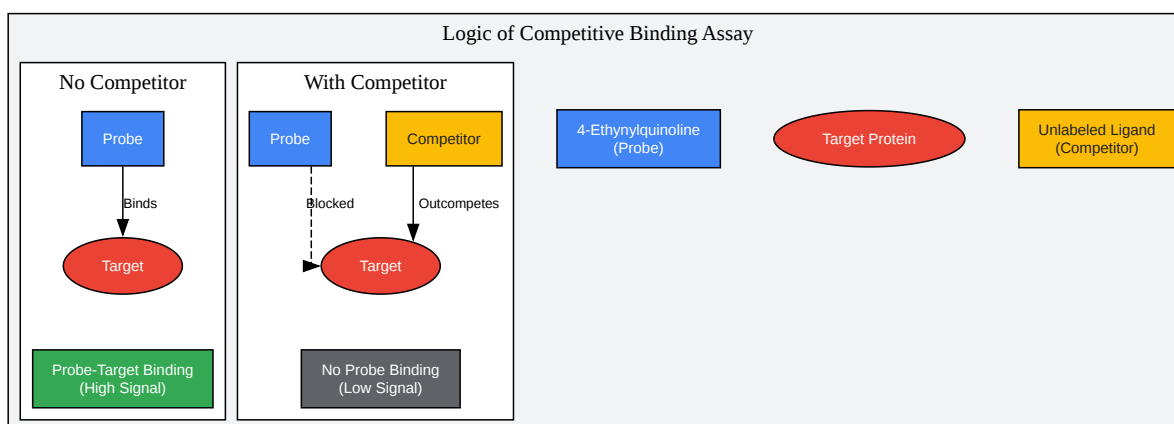 Logic of Competitive Binding Assay
No Competitor
Probe
Binds
Target
Probe-Target Binding
(High Signal)
With Competitor
Probe
Competitor
Blocked
Outcompetes
Target
No Probe Binding
(Low Signal)
4-Ethynylquinoline
(Probe)
Target Protein
Unlabeled Ligand
(Competitor)